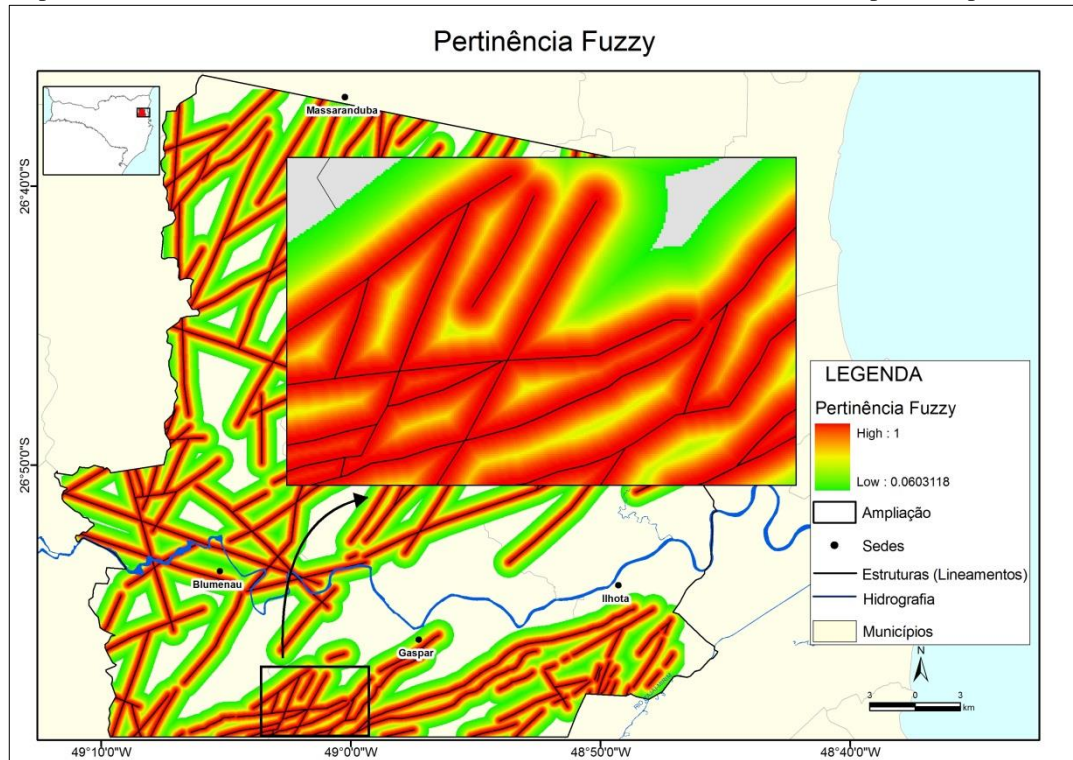 Pertinência Fuzzy
Massaranduba
26°40'0"S
26°50'0"S
LEGENDA
Pertinência Fuzzy
High : 1
Low : 0.0603118
Ampliação
Sedes
Estruturas (Lineamentos)
Hidrografia
Municípios
Blumenau
Ilhota
Gaspar
N
3 0 3
km
49°10'0"W
49°0'0"W
48°50'0"W
48°40'0"W